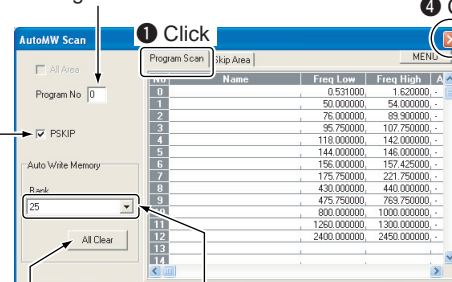 ❶ Click
❹
AutoMW Scan
All Area
Program No 0
PSKIP
Auto Write Memory
Bank
25
All Clear
Program Scan Skip Area MENU
No Name Freq Low Freq High A
0 0.531000, 1.620000, -
1 50.000000, 54.000000, -
2 76.000000, 89.900000, -
3 95.750000, 107.750000, -
4 118.000000, 142.000000, -
5 144.000000, 146.000000, -
6 156.000000, 157.425000, -
7 175.750000, 221.750000, -
8 430.000000, 440.000000, -
9 475.750000, 769.750000, -
10 800.000000, 1000.000000, -
11 1260.000000, 1300.000000, -
12 2400.000000, 2450.000000, -
13
14